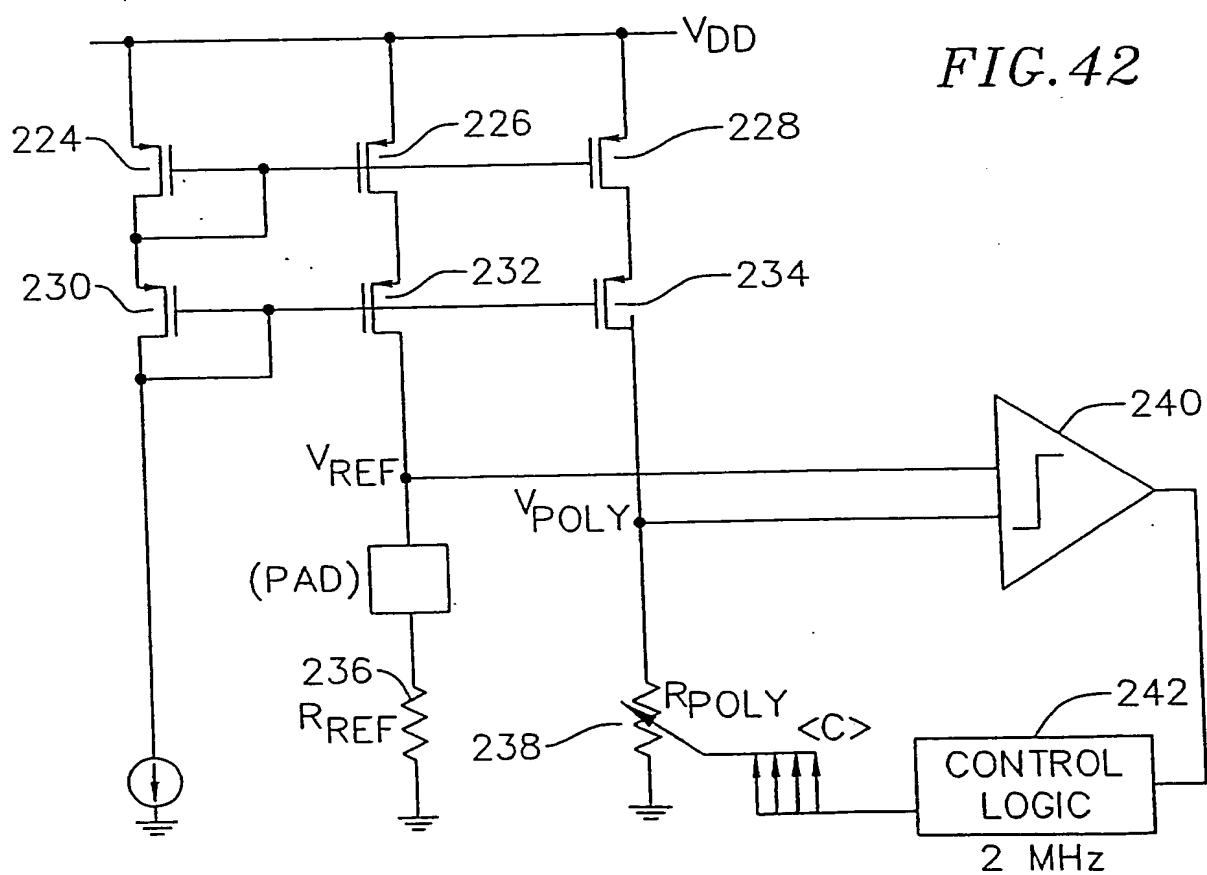 VDD
FIG. 42
224
226
228
230
232
234
240
VREF
VPOLY
(PAD)
236
RREF
RPOLY
238
<C>
242
CONTROL
LOGIC
2 MHz